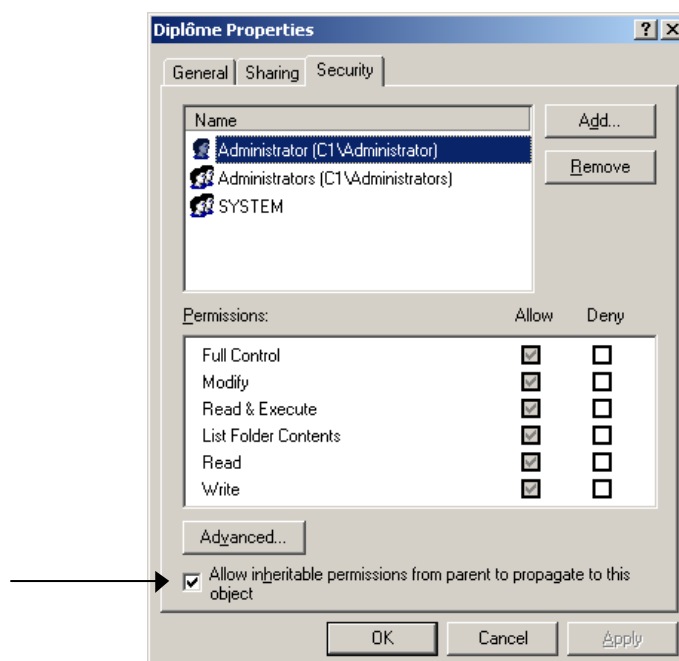 Diplôme Properties
General Sharing Security
Name
Add...
Administrator (C1\Administrator)
Remove
Administrators (C1\Administrators)
SYSTEM
Permissions: Allow Deny
Full Control
Modify
Read & Execute
List Folder Contents
Read
Write
Advanced...
Allow inheritable permissions from parent to propagate to this
object
OK Cancel Apply